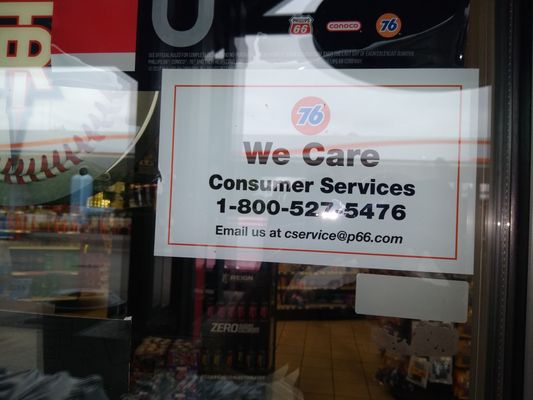 PHILLIPS
66
conoco
76
76
We Care
Consumer Services
1-800-527-5476
Email us at cservice@p66.com
REIGN
ZERO